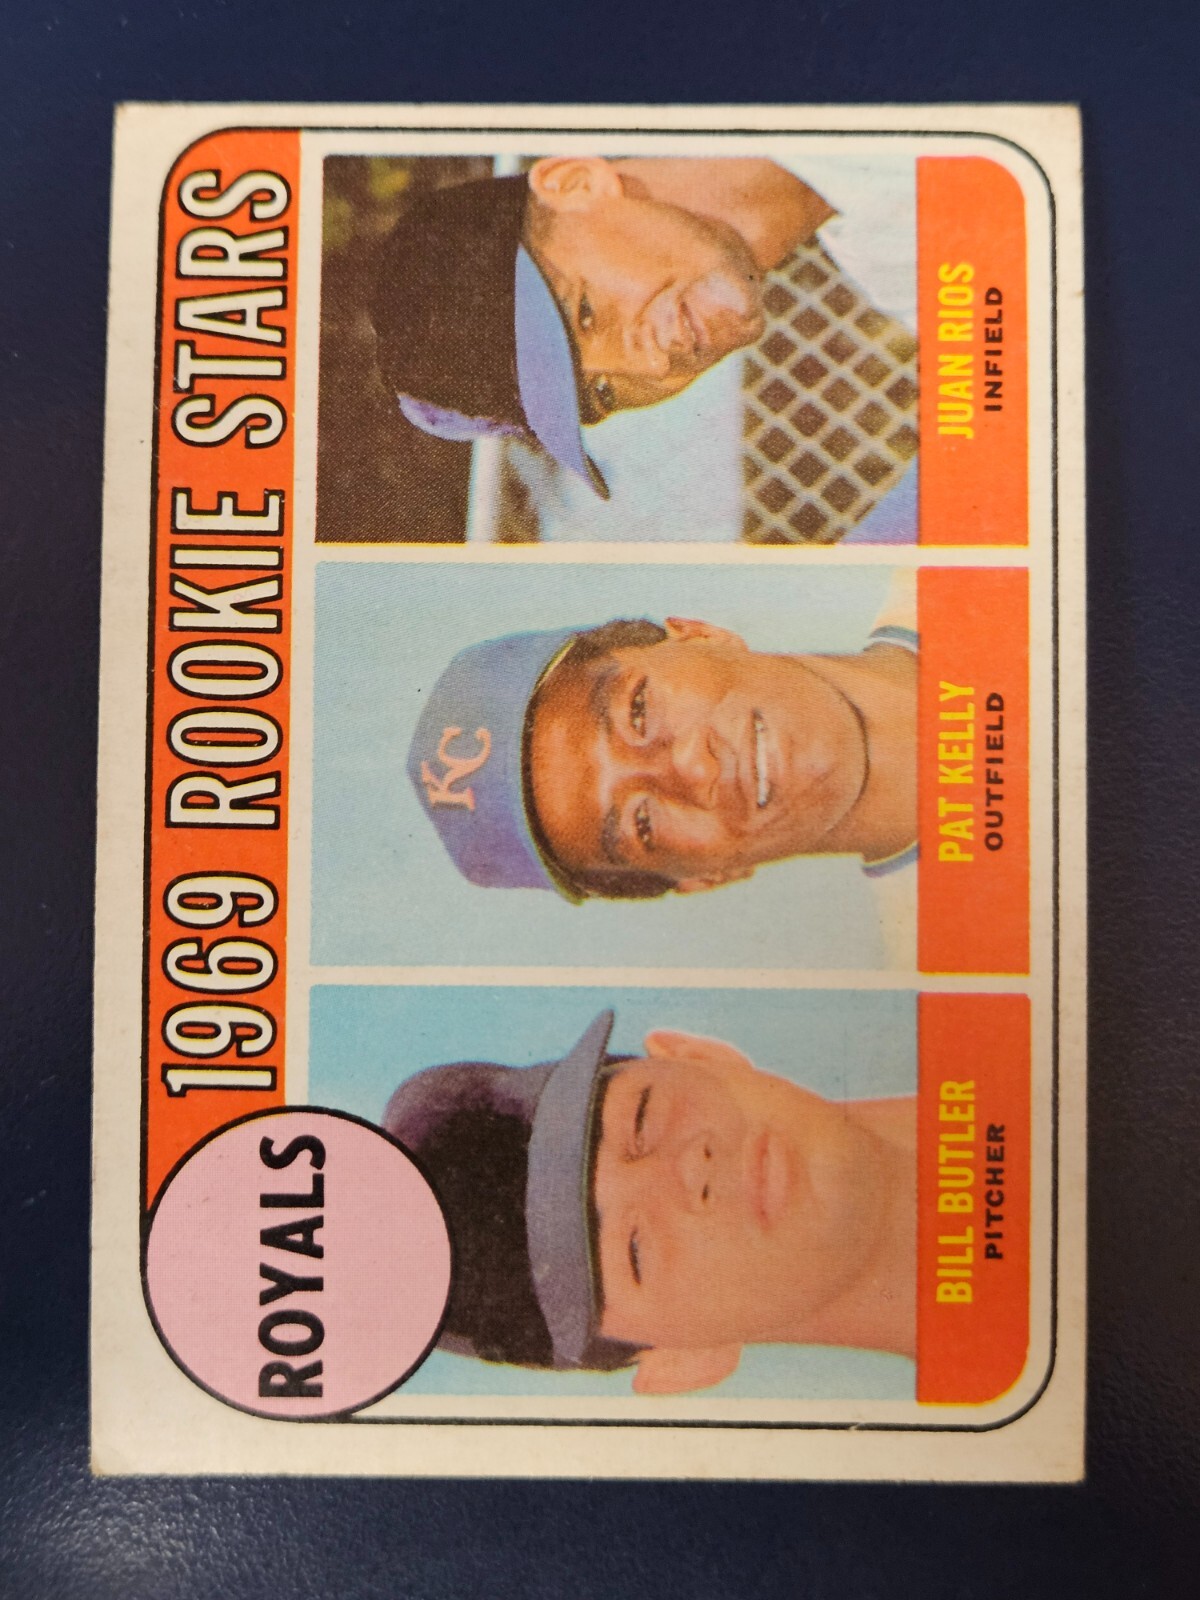 1969 ROOKIE STARS
ROYALS
KC
BILL BUTLER
PITCHER
PAT KELLY
OUTFIELD
JUAN RIOS
INFIELD